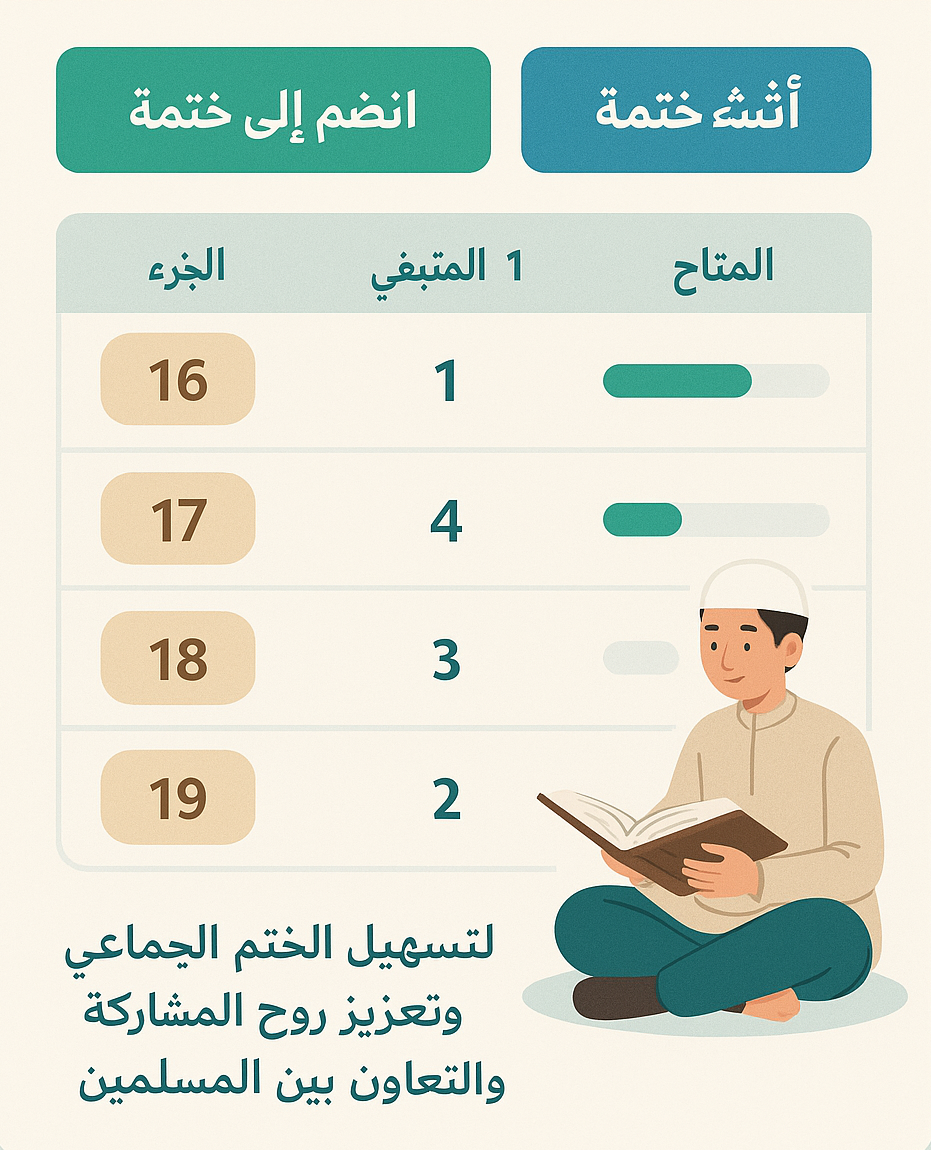 أنشئ ختمة
انضم إلى ختمة
المتاح
1 المتبفي
الجزء
16
1
17
4
18
3
19
2
لتسهيل الختم الجماعي
وتعزيز روح المشاركة
والتعاون بين المسلمين